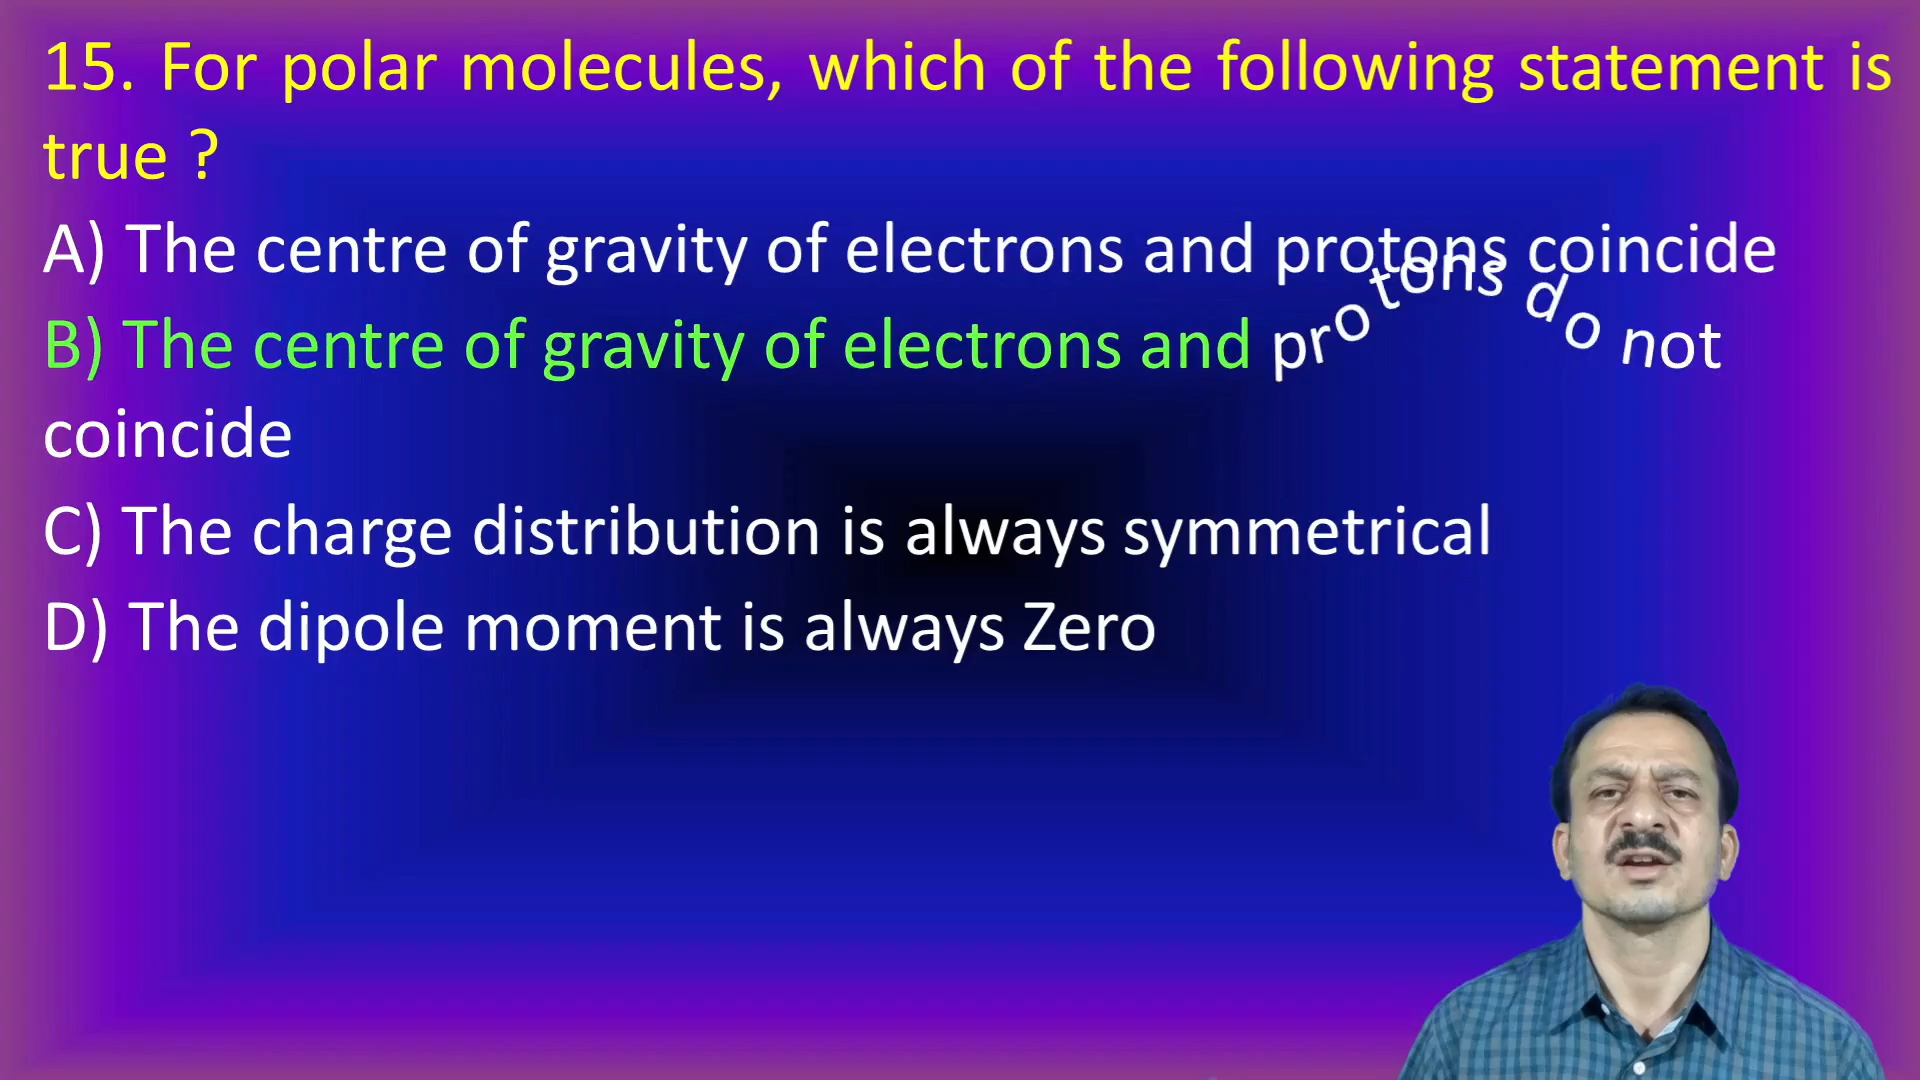 15. For polar molecules, which of the following statement is
true ?
A) The centre of gravity of electrons and protons coincide
B) The centre of gravity of electrons and protons do not
coincide
C) The charge distribution is always symmetrical
D) The dipole moment is always Zero